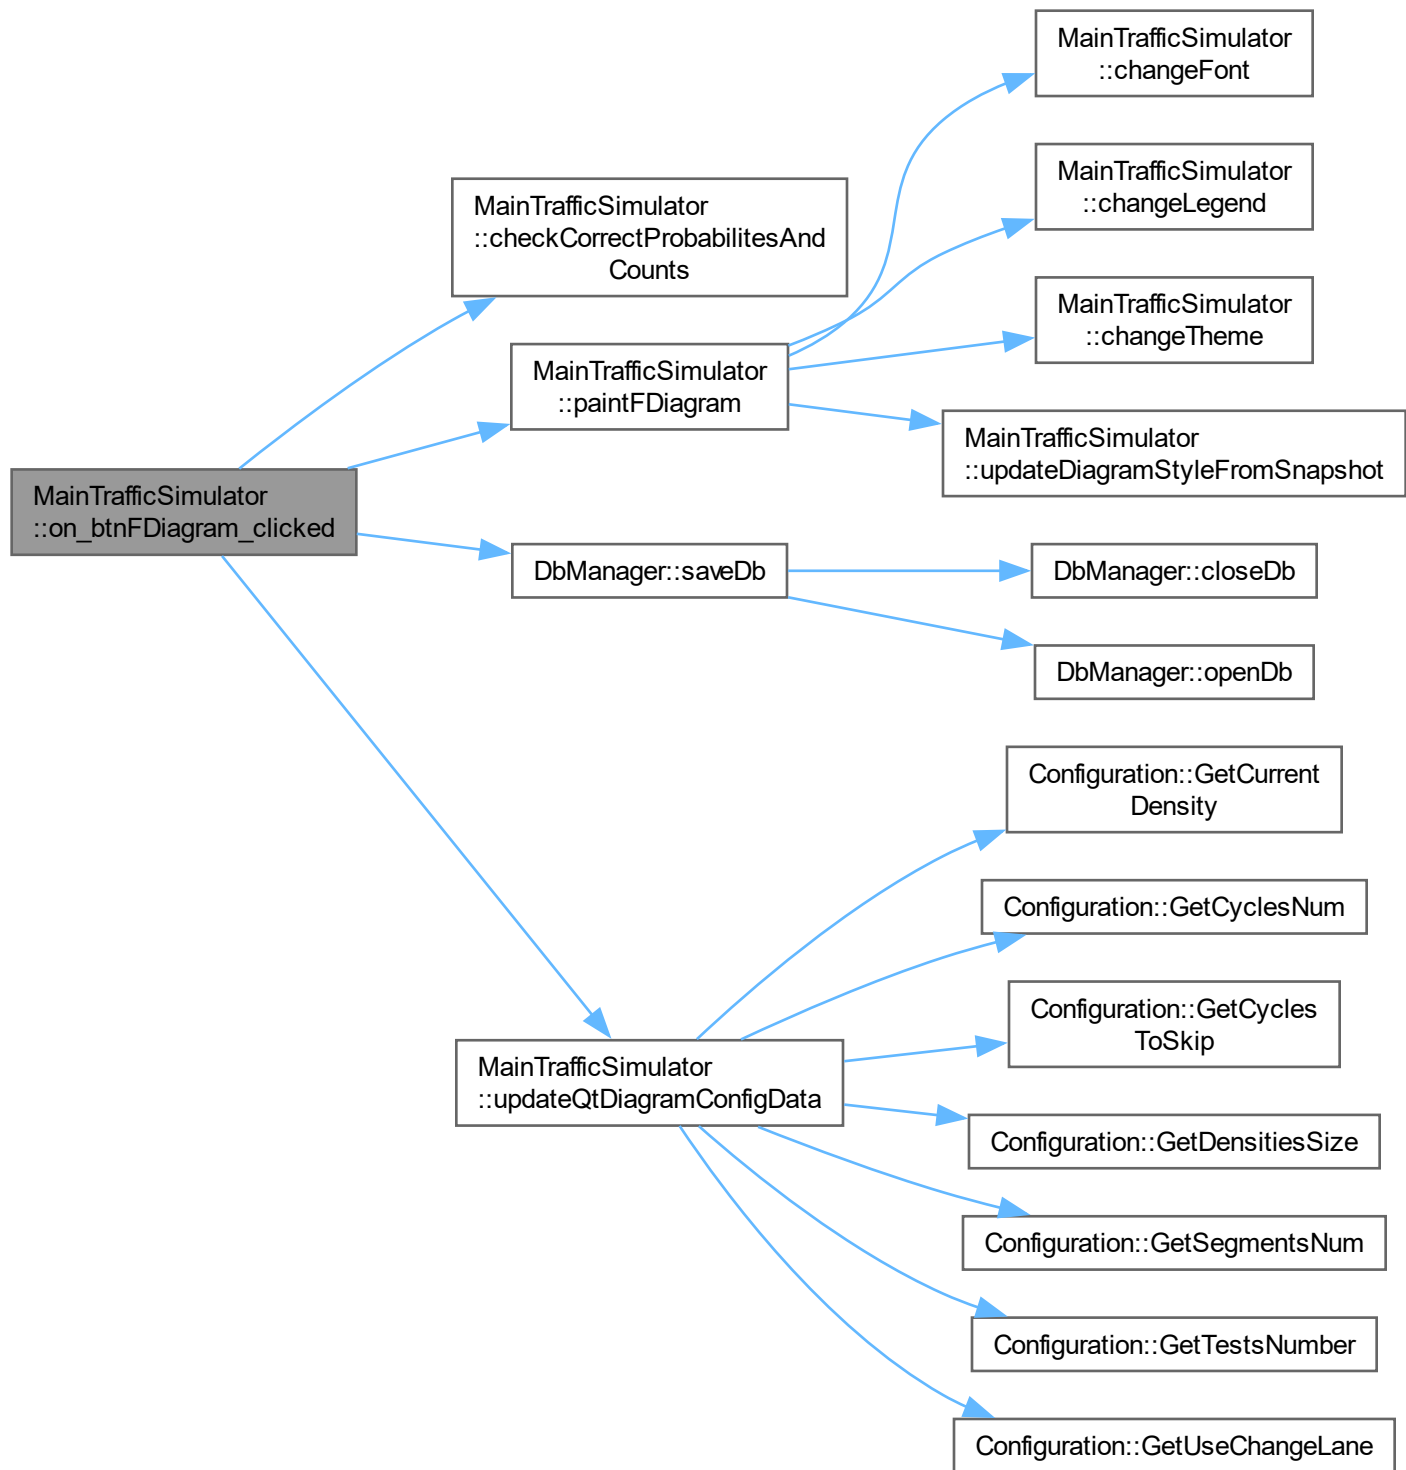 MainTrafficSimulator
::changeFont
MainTrafficSimulator
::changeLegend
MainTrafficSimulator
::checkCorrectProbabilitesAnd
Counts
MainTrafficSimulator
::changeTheme
MainTrafficSimulator
::paintFDiagram
MainTrafficSimulator
::updateDiagramStyleFromSnapshot
MainTrafficSimulator
::on_btnFDiagram_clicked
DbManager::saveDb
DbManager::closeDb
DbManager::openDb
Configuration::GetCurrent
Density
Configuration::GetCyclesNum
Configuration::GetCycles
ToSkip
MainTrafficSimulator
::updateQtDiagramConfigData
Configuration::GetDensitiesSize
Configuration::GetSegmentsNum
Configuration::GetTestsNumber
Configuration::GetUseChangeLane